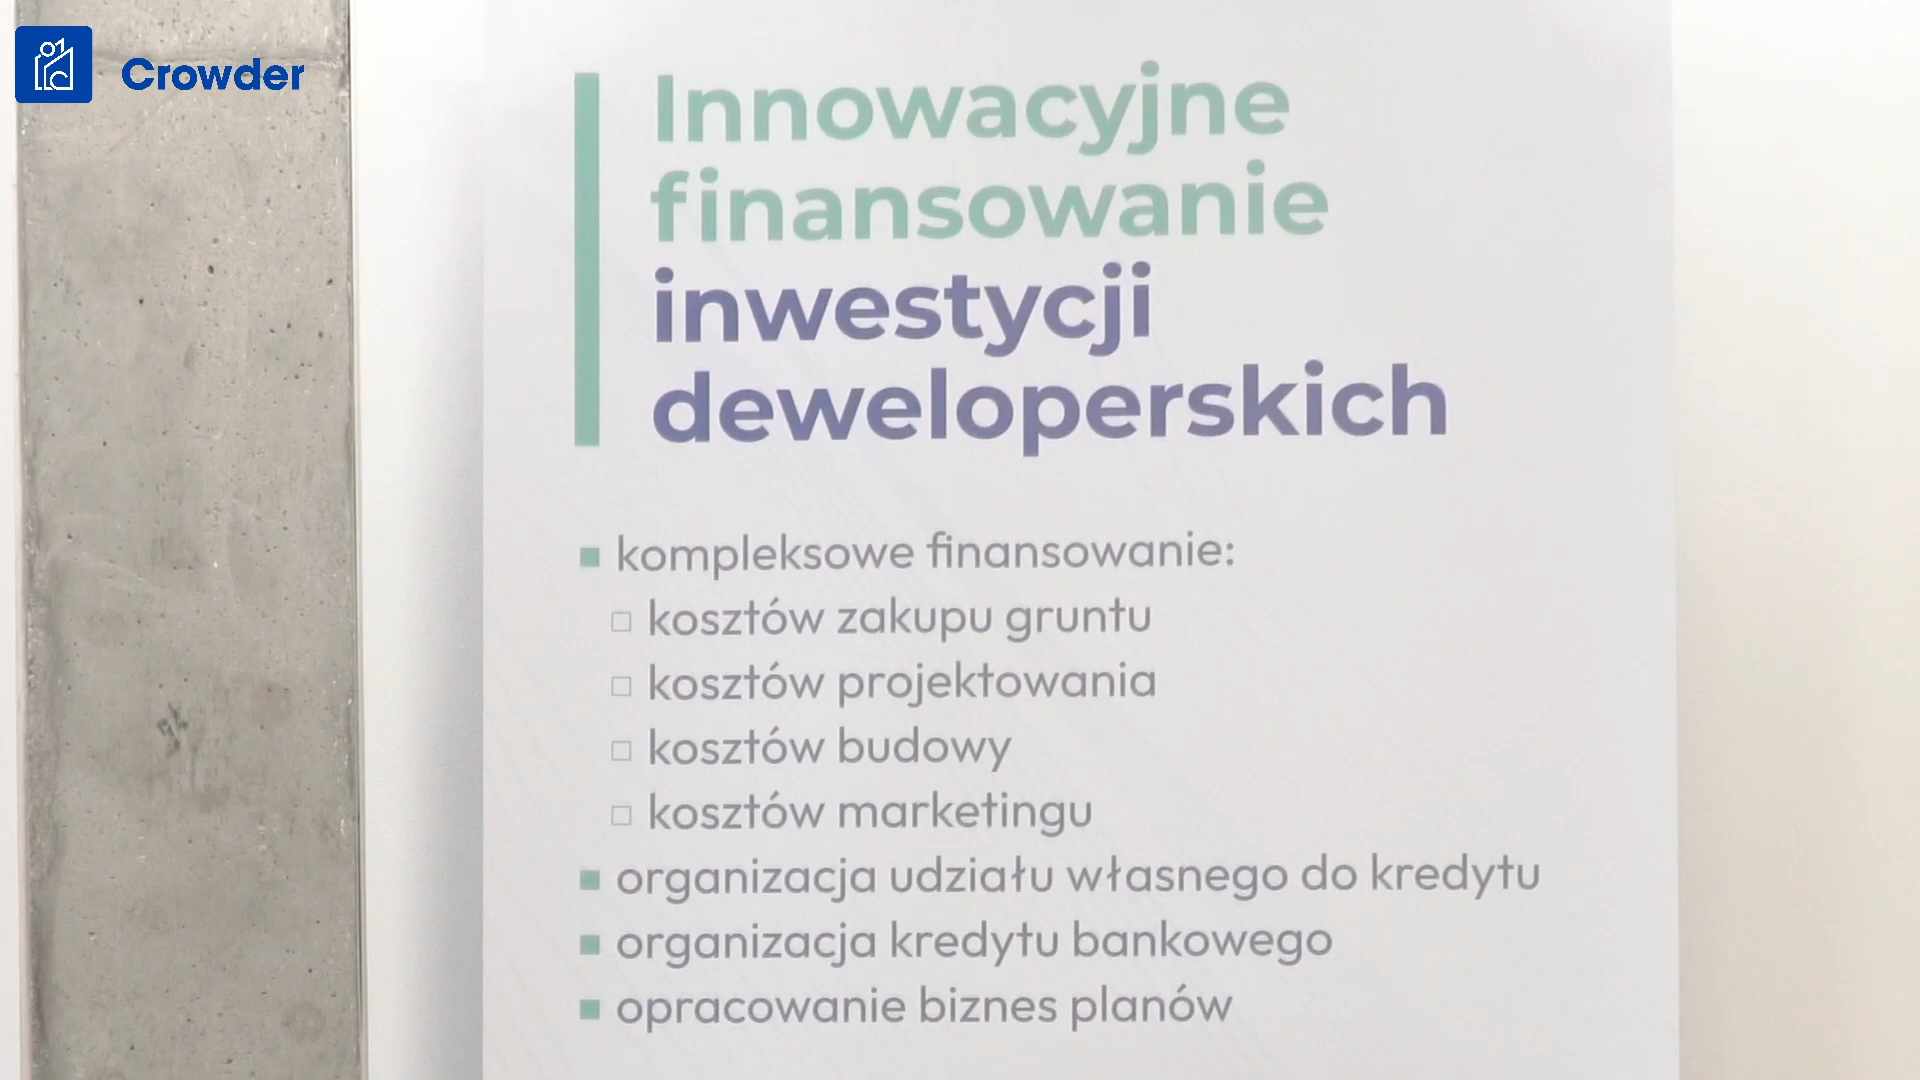 Crowder
Innowacyjne
finansowanie
inwestycji
deweloperskich
▪ kompleksowe finansowanie:
□ kosztów zakupu gruntu
□ kosztów projektowania
□ kosztów budowy
□ kosztów marketingu
▪ organizacja udziału własnego do kredytu
▪ organizacja kredytu bankowego
▪ opracowanie biznes planów